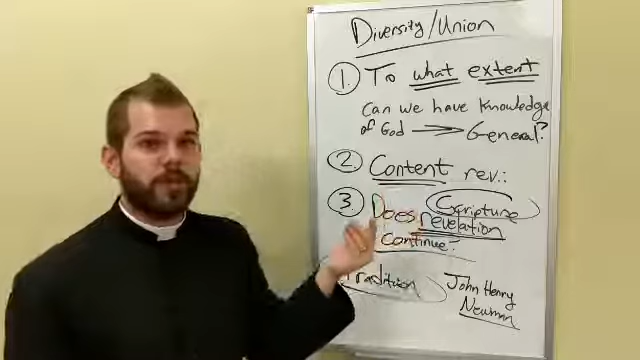 Diversity/Union
1. To what extent
Can we have knowledge
of God → General?
2 Content rev.:
Scripture
3 Does revelation
continue?
Tradition
John Henry
Newman